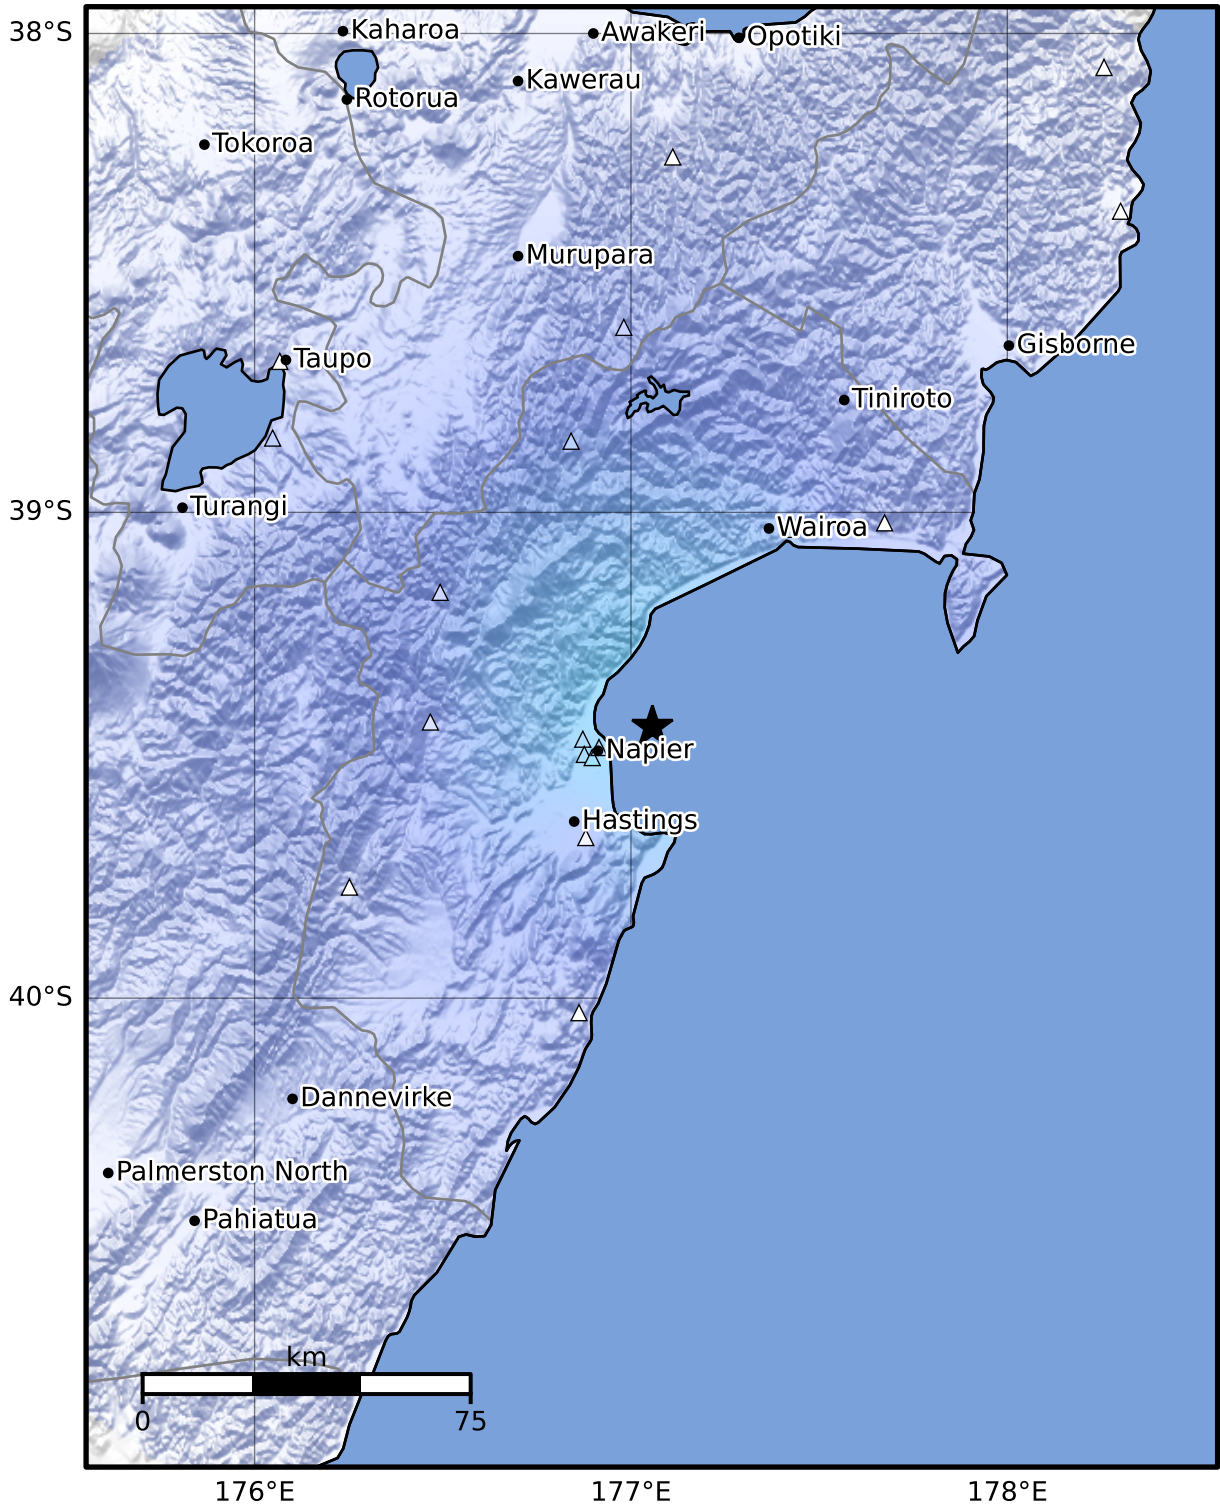 38°S
Kaharoa
Awakeri
Opotiki
Kawerau
Rotorua
Tokoroa
Murupara
Gisborne
Taupo
Tiniroto
Turangi
39°S
Wairoa
Napier
Hastings
40°S
Dannevirke
Palmerston North
Pahiatua
km
0
75
176°E
177°E
178°E